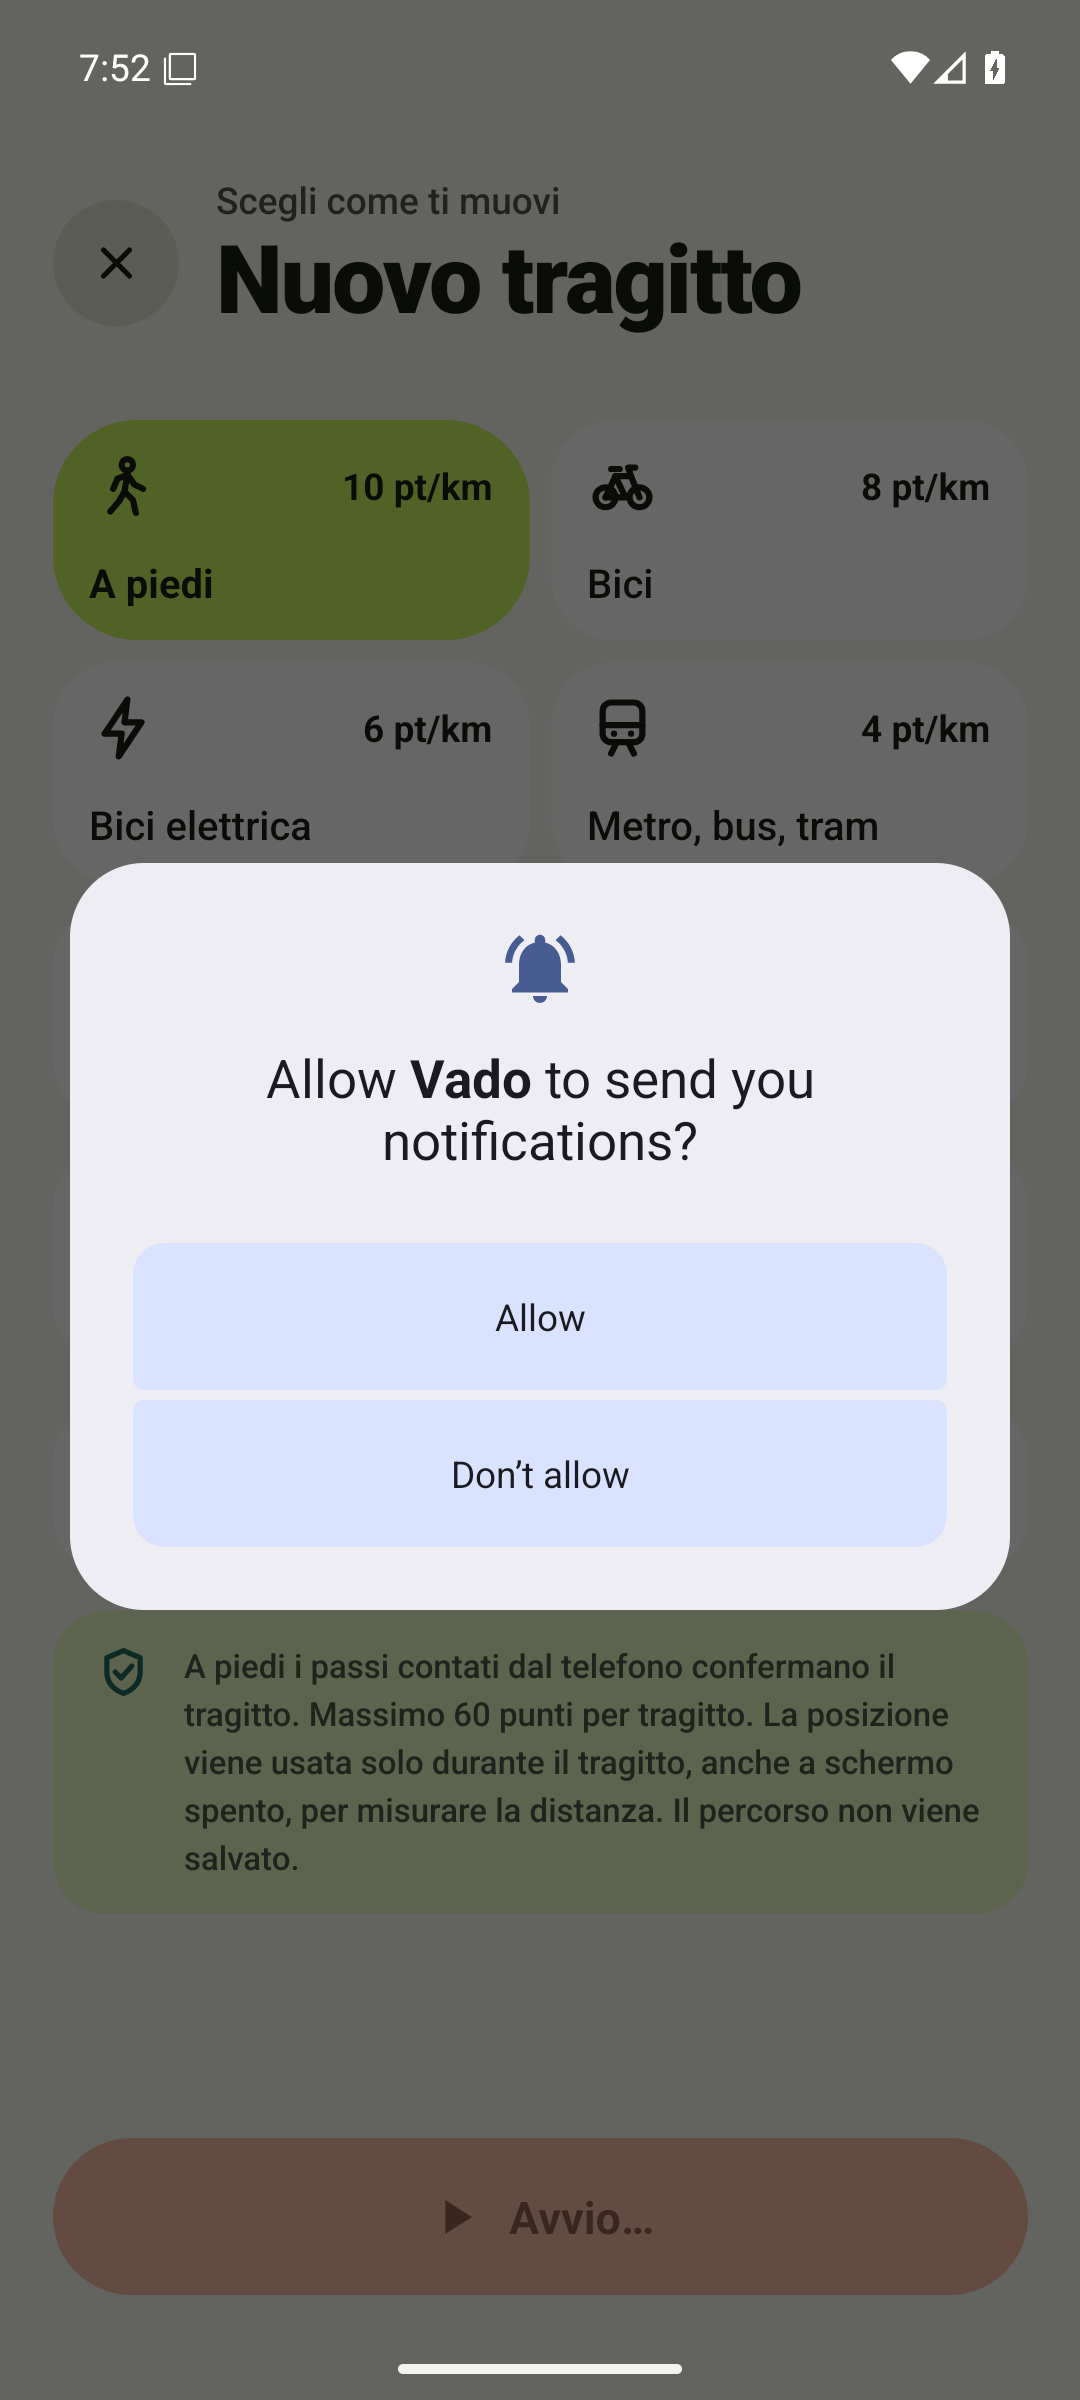 7:52
Scegli come ti muovi
Nuovo tragitto
10 pt/km
A piedi
8 pt/km
Bici
6 pt/km
Bici elettrica
4 pt/km
Metro, bus, tram
Allow Vado to send you
notifications?
Allow
Don’t allow
A piedi i passi contati dal telefono confermano il
tragitto. Massimo 60 punti per tragitto. La posizione
viene usata solo durante il tragitto, anche a schermo
spento, per misurare la distanza. Il percorso non viene
salvato.
Avvio…